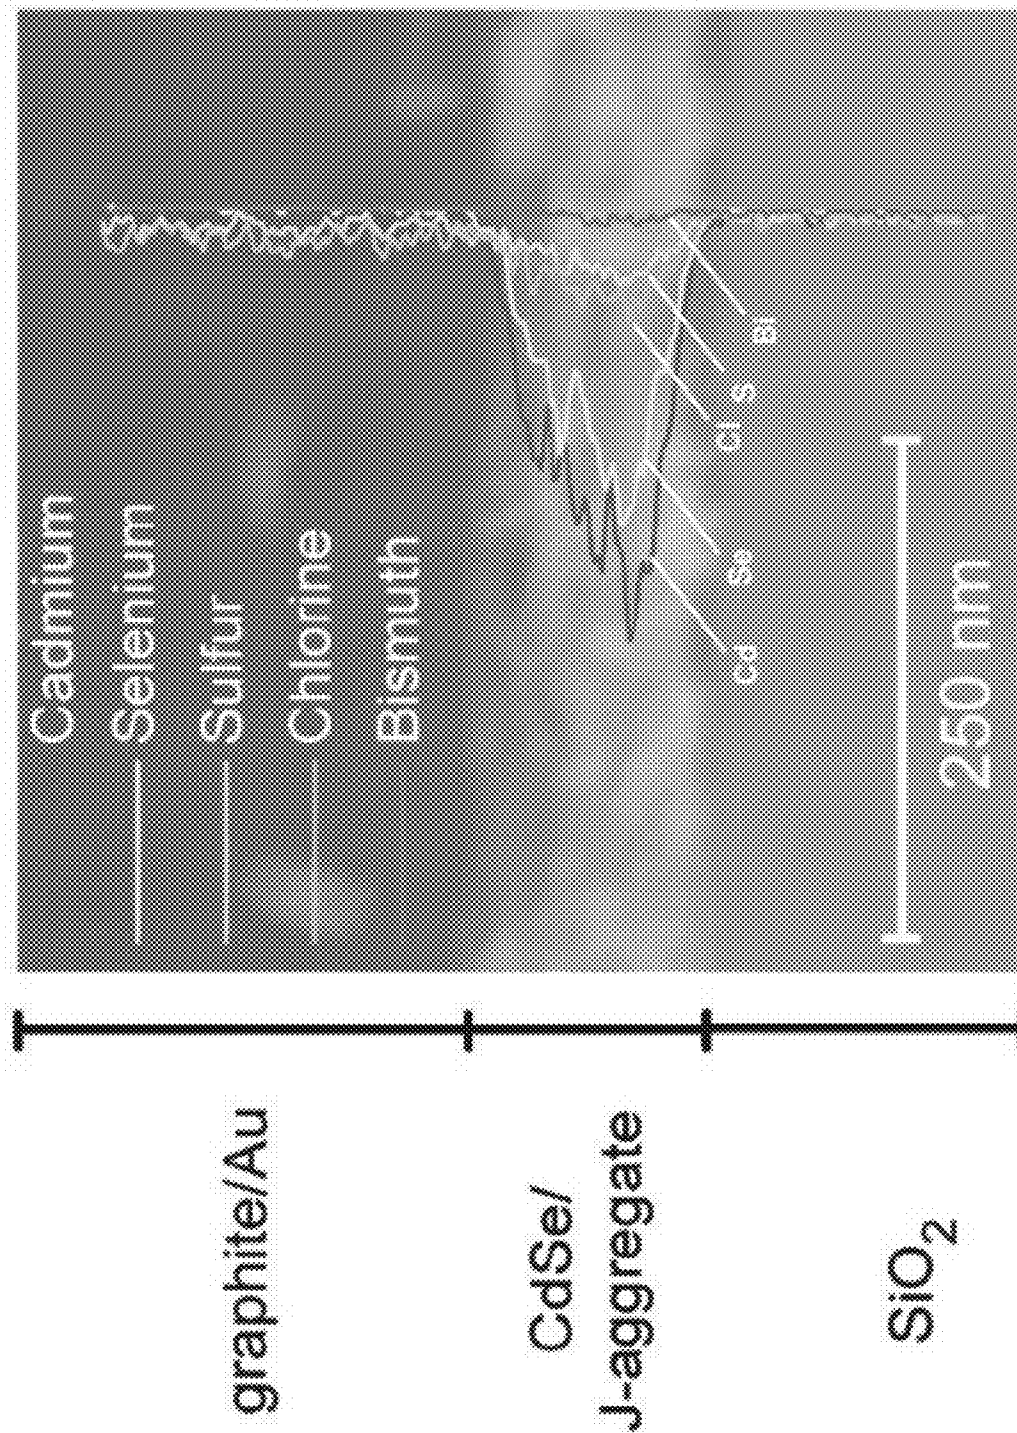 Cadmium
Selenium
Sulfur
Chlorine
Bismuth
Cd
Se
Cl
S
Bi
250 nm
graphite/Au
CdSe/
J-aggregate
SiO₂